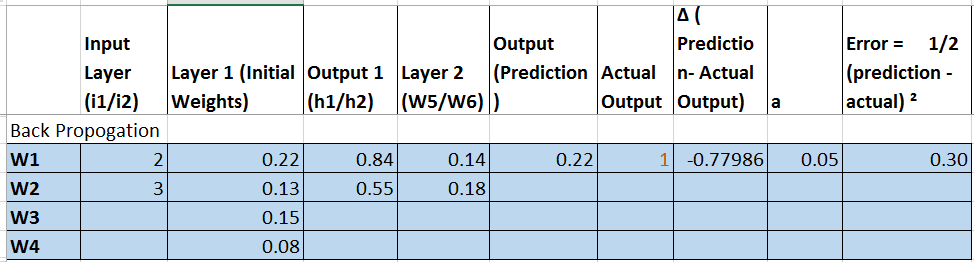 Input Layer (i1/i2)
Layer 1 (Initial Weights)
Output 1 (h1/h2)
Layer 2 (W5/W6)
Output (Prediction )
Actual Output
Δ ( Predictio n- Actual Output)
a
Error = 1/2 (prediction - actual) ²
Back Propogation
W1 2 0.22 0.84 0.14 0.22 1 -0.77986 0.05 0.30
W2 3 0.13 0.55 0.18
W3 0.15
W4 0.08